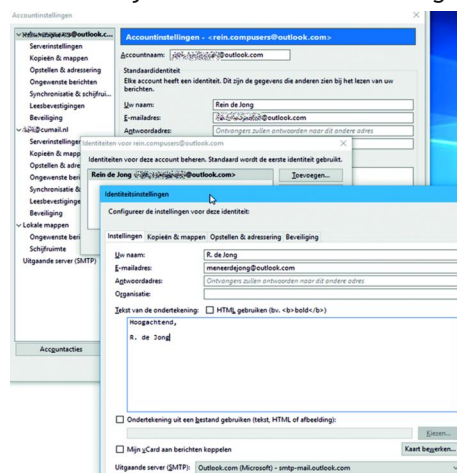 Accountinstellingen
Accountinstellingen - <rein.compusers@outlook.com>
@outlook.c...
Serverinstellingen
Kopieën & mappen
Opstellen & adressering
Ongewenste berichten
Synchronisatie & schijfrui...
Leesbevestigingen
Beveiliging
@cumail.nl
Serverinstellingen
Kopieën & mapp
Opstellen & adre
Ongewenste beri
Synchronisatie &
Leesbevestiginge
Beveiliging
Lokale mappen
Ongewenste beri
Schijfruimte
Uitgaande server (SMTP)
Accountacties
Accountnaam:
@outlook.com
Standaardidentiteit
Elke account heeft een identiteit. Dit zijn de gegevens die anderen zien bij het lezen van uw
berichten.
Uw naam: Rein de Jong
E-mailadres: @outlook.com
Antwoordadres: Ontvangers zullen antwoorden naar dit andere adres
Identiteiten voor
@outlook.com
Identiteiten voor deze account beheren. Standaard wordt de eerste identiteit gebruikt.
Rein de Jong @outlook.com>
Toevoegen...
Identiteitsinstellingen
Configureer de instellingen voor deze identiteit:
Instellingen Kopieën & mappen Opstellen & adressering Beveiliging
Uw naam: R. de Jong
E-mailadres: meneerdejong@outlook.com
Antwoordadres: Ontvangers zullen antwoorden naar dit andere adres
Organisatie:
Tekst van de ondertekening: HTML gebruiken (bv. <b>bold</b>)
Hoogachtend,
R. de Jong
Ondertekening uit een bestand gebruiken (tekst, HTML of afbeelding):
Kiezen...
Mijn vCard aan berichten koppelen
Kaart bewerken...
Uitgaande server (SMTP): Outlook.com (Microsoft) - smtp-mail.outlook.com